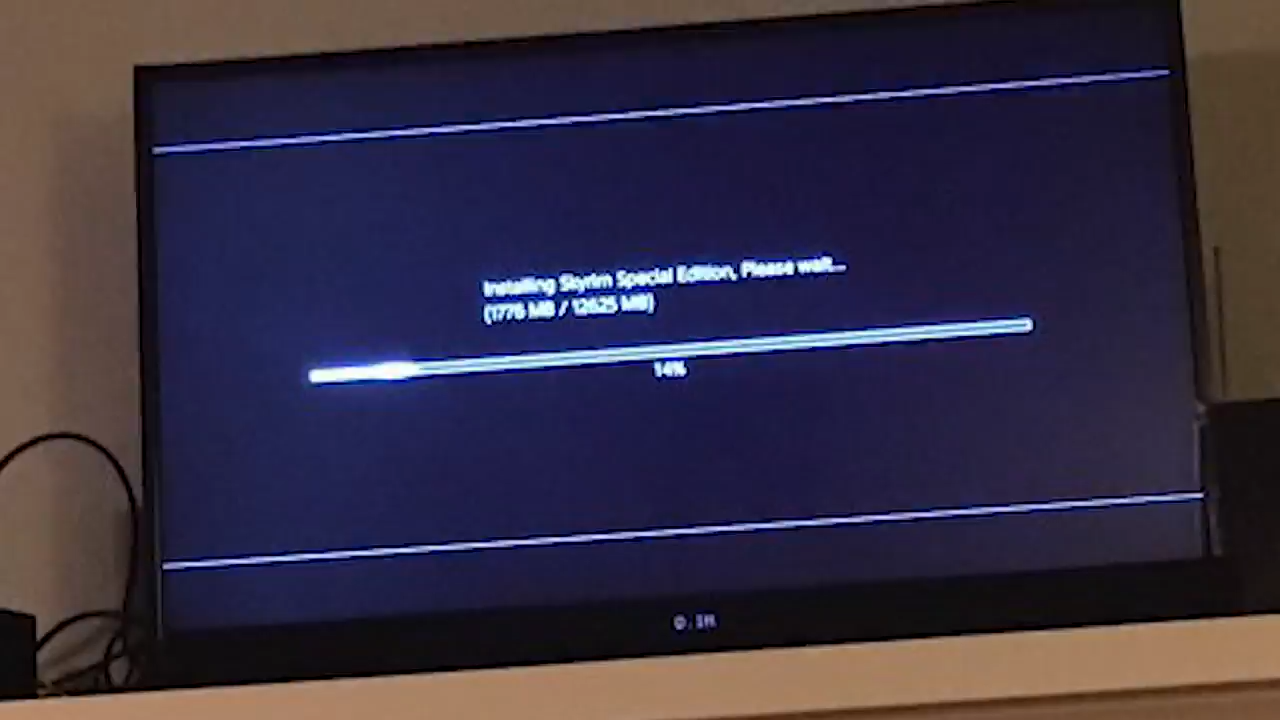 Installing Skyrim Special Edition, Please wait...
(1776 MB / 12625 MB)
14%